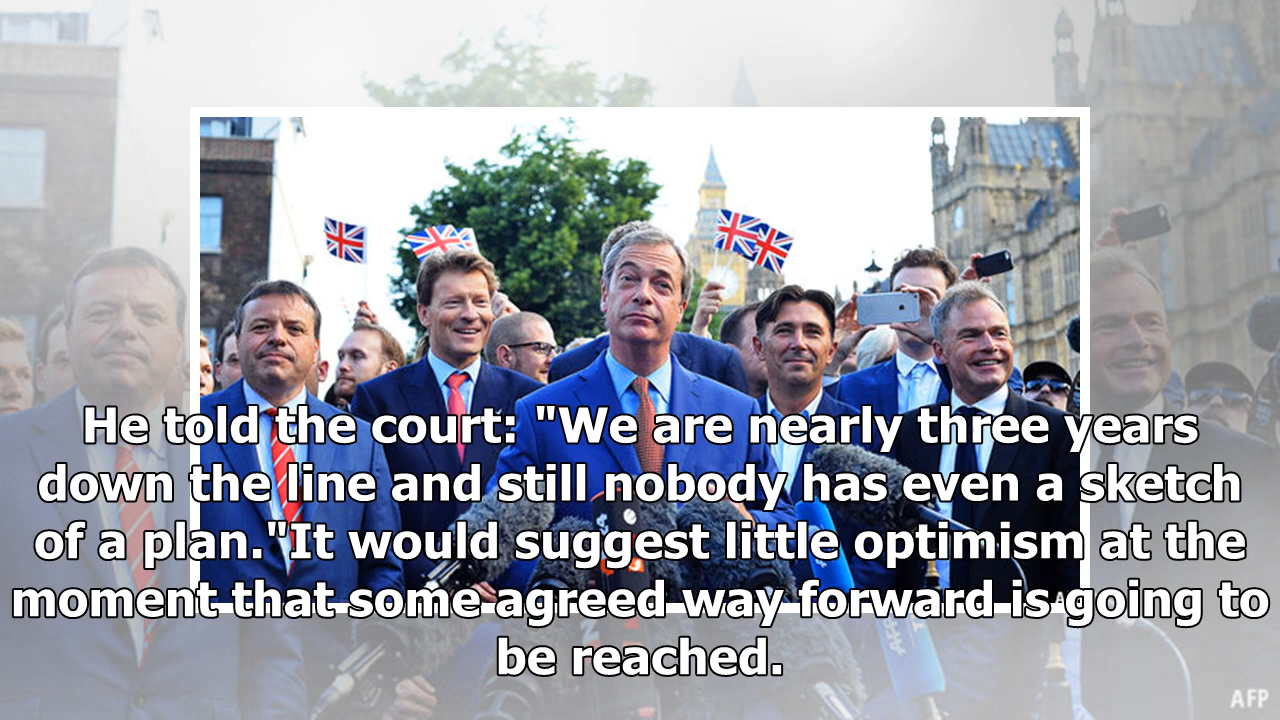 He told the court: "We are nearly three years
down the line and still nobody has even a sketch
of a plan."It would suggest little optimism at the
moment that some agreed way forward is going to
be reached.
AFP